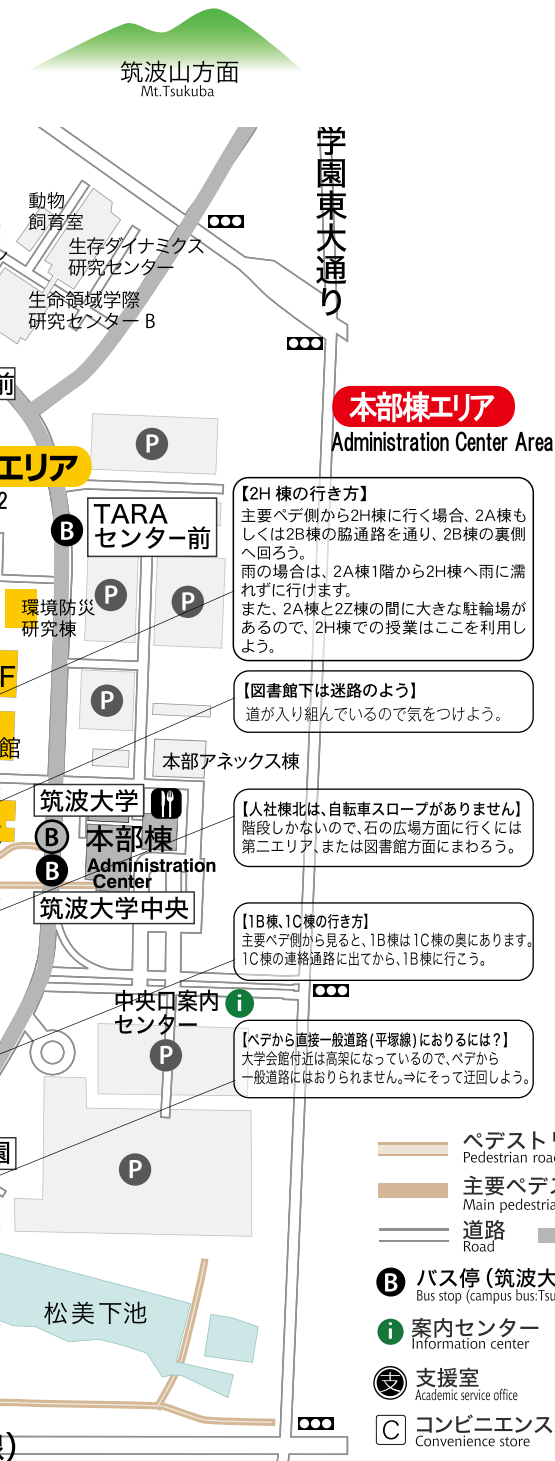 筑波山方面
Mt.Tsukuba
学園東大通り
動物
飼育室
生存ダイナミクス
研究センター
生命領域学際
研究センター B
前
本部棟エリア
Administration Center Area
エリア
2
P
【2H 棟の行き方】
主要ペデ側から2H棟に行く場合、2A棟も
しくは2B棟の脇通路を通り、2B棟の裏側
へ回ろう。
雨の場合は、2A棟1階から2H棟へ雨に濡
れずに行けます。
また、2A棟と2Z棟の間に大きな駐輪場が
あるので、2H棟での授業はここを利用し
よう。
B
TARA
センター前
P
P
環境防災
研究棟
F
P
【図書館下は迷路のよう】
道が入り組んでいるので気をつけよう。
館
本部アネックス棟
筑波大学
【人社棟北は、自転車スロープがありません】
階段しかないので、石の広場方面に行くには
第二エリア、または図書館方面にまわろう。
B
本部棟
B
Administration
Center
筑波大学中央
【1B棟、1C棟の行き方】
主要ペデ側から見ると、1B棟は1C棟の奥にあります。
1C棟の連絡通路に出てから、1B棟に行こう。
中央口案内
センター
i
P
【ペデから直接一般道路(平塚線)におりるには?】
大学会館付近は高架になっているので、ペデから
一般道路にはおりられません。⇒にそって迂回しよう。
園
P
ペデスト
Pedestrian road
主要ペデス
Main pedestria
道路
Road
松美下池
B
バス停(筑波大
Bus stop (campus bus:Tsu
i
案内センター
Information center
支
支援室
Academic service office
C
コンビニエンス
Convenience store
線)